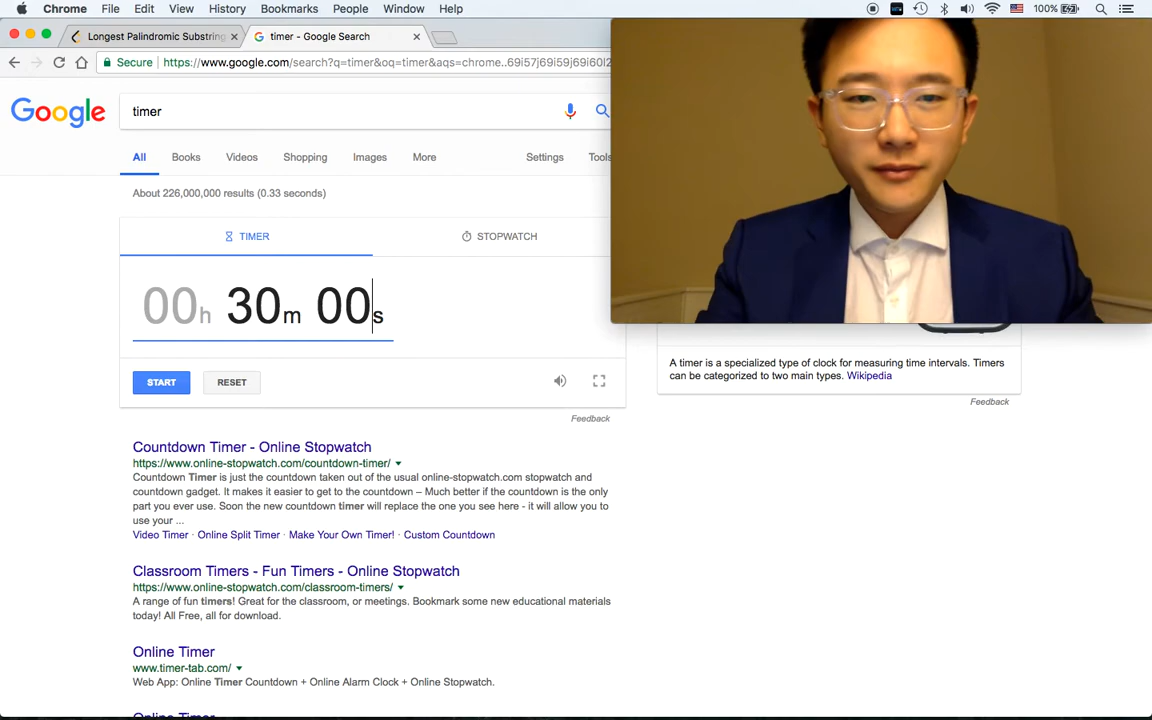 Chrome File Edit View History Bookmarks People Window Help 100%
Longest Palindromic Substring timer - Google Search
Secure https://www.google.com/search?q=timer&oq=timer&aqs=chrome..69i57j69i59j69i60l2
Google timer
All Books Videos Shopping Images More Settings Tools
About 226,000,000 results (0.33 seconds)
TIMER STOPWATCH
00h 30m 00s
START RESET
A timer is a specialized type of clock for measuring time intervals. Timers
can be categorized to two main types. Wikipedia
Feedback
Feedback
Countdown Timer - Online Stopwatch
https://www.online-stopwatch.com/countdown-timer/
Countdown Timer is just the countdown taken out of the usual online-stopwatch.com stopwatch and
countdown gadget. It makes it easier to get to the countdown – Much better if the countdown is the only
part you ever use. Soon the new countdown timer will replace the one you see here - it will allow you to
use your ...
Video Timer · Online Split Timer · Make Your Own Timer! · Custom Countdown
Classroom Timers - Fun Timers - Online Stopwatch
https://www.online-stopwatch.com/classroom-timers/
A range of fun timers! Great for the classroom, or meetings. Bookmark some new educational materials
today! All Free, all for download.
Online Timer
www.timer-tab.com/
Web App: Online Timer Countdown + Online Alarm Clock + Online Stopwatch.
Online Timer